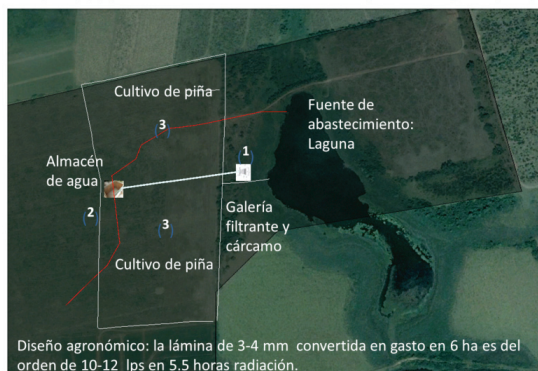 Cultivo de piña
(3)
Fuente de
abastecimiento:
Laguna
(1)
Almacén
de agua
(2)
(3)
Galería
filtrante y
cárcamo
Cultivo de piña
Diseño agronómico: la lámina de 3-4 mm convertida en gasto en 6 ha es del
orden de 10-12 lps en 5.5 horas radiación.